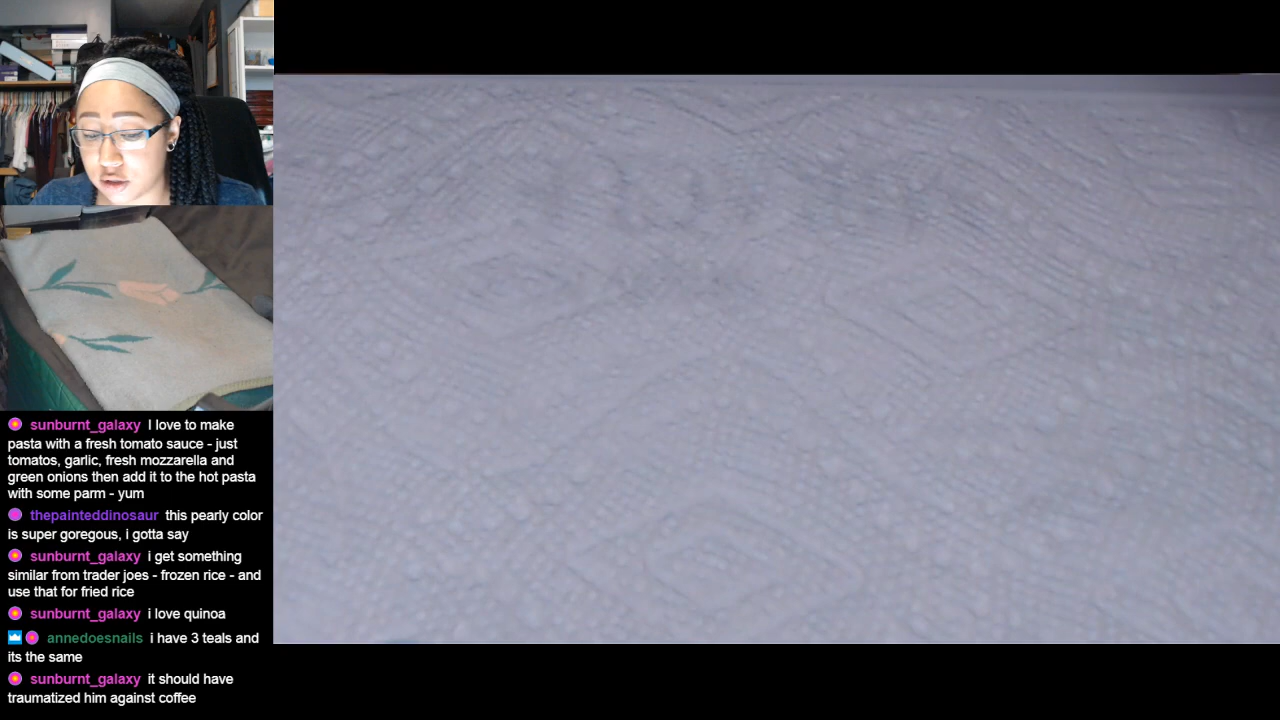 sunburnt_galaxy I love to make
pasta with a fresh tomato sauce - just
tomatos, garlic, fresh mozzarella and
green onions then add it to the hot pasta
with some parm - yum
thepainteddinosaur this pearly color
is super goregous, i gotta say
sunburnt_galaxy i get something
similar from trader joes - frozen rice - and
use that for fried rice
sunburnt_galaxy i love quinoa
annedoesnails i have 3 teals and
its the same
sunburnt_galaxy it should have
traumatized him against coffee